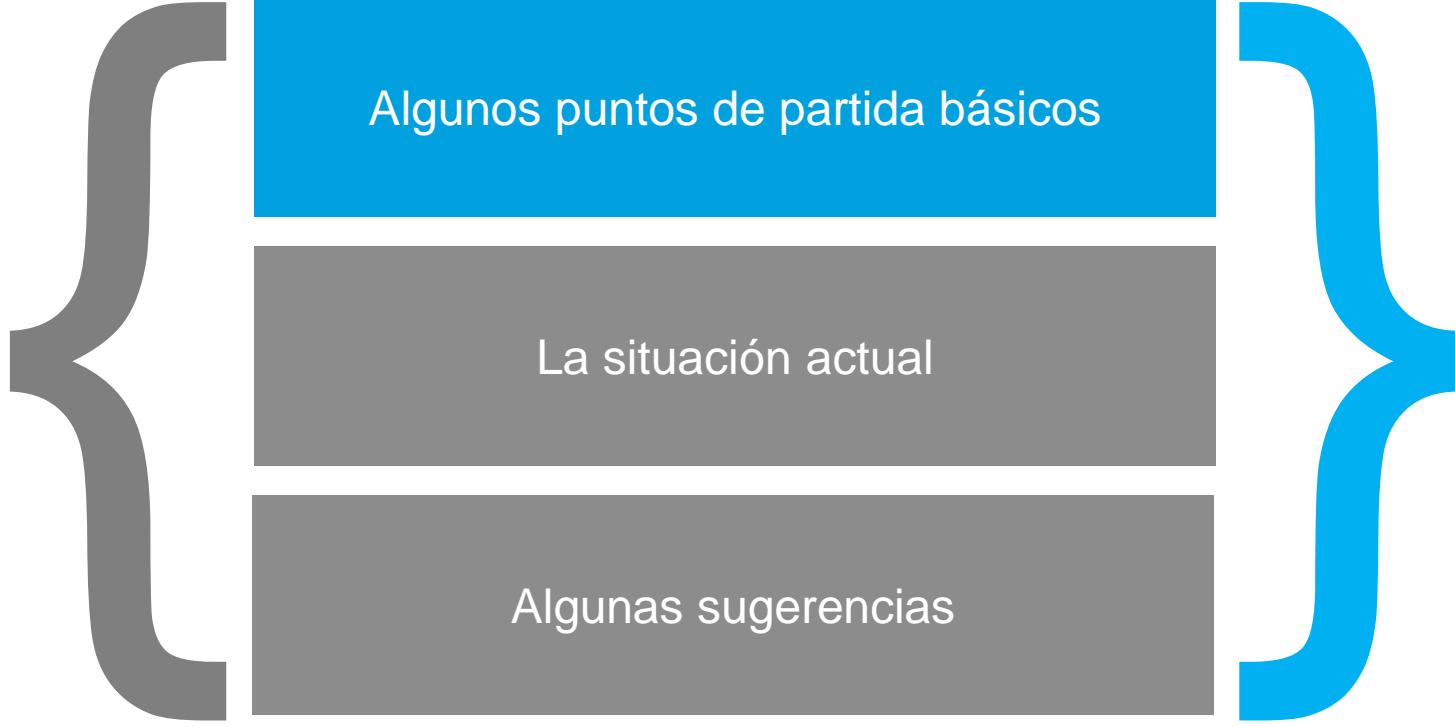 Algunos puntos de partida básicos
La situación actual
Algunas sugerencias